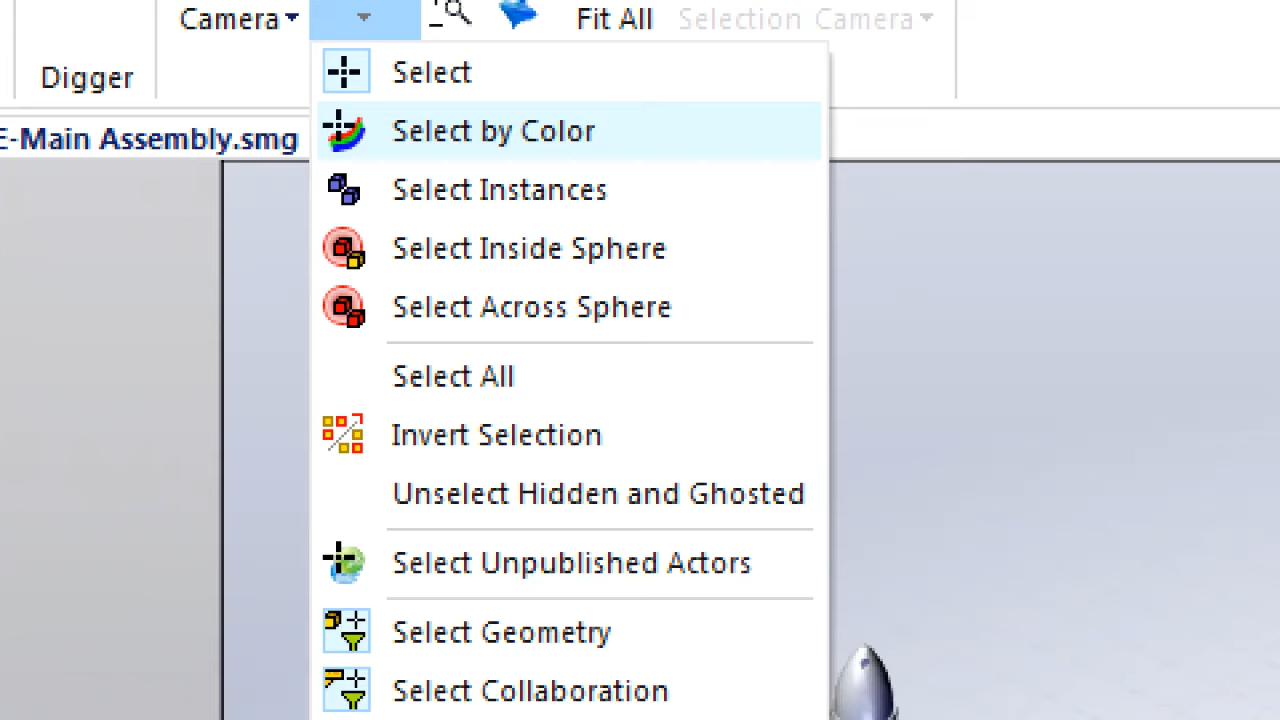 Camera
Fit All
Selection Camera
Digger
E-Main Assembly.smg
Select
Select by Color
Select Instances
Select Inside Sphere
Select Across Sphere
Select All
Invert Selection
Unselect Hidden and Ghosted
Select Unpublished Actors
Select Geometry
Select Collaboration